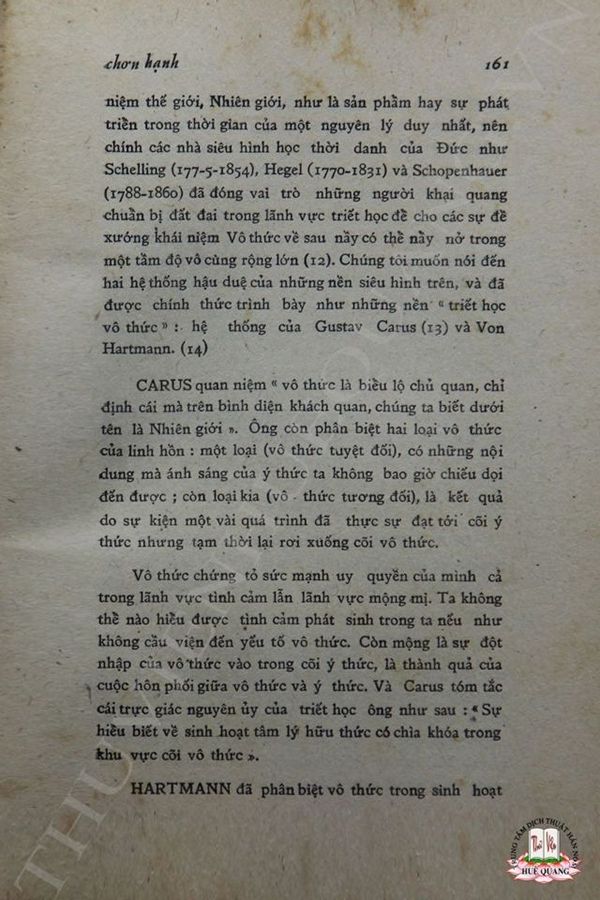 chơn hạnh 161
niệm thế giới, Nhiên giới, như là sản phẩm hay sự phát
triển trong thời gian của một nguyên lý duy nhất, nên
chính các nhà siêu hình học thời danh của Đức như
Schelling (177-5-1854), Hegel (1770-1831) và Schopenhauer
(1788-1860) đã đóng vai trò những người khai quang
chuẩn bị đất đai trong lãnh vực triết học để cho các sự đề
xướng khái niệm Vô thức về sau nầy có thể nẩy nở trong
một tầm độ vô cùng rộng lớn (12). Chúng tôi muốn nói đến
hai hệ thống hậu duệ của những nền siêu hình trên, và đã
được chính thức trình bày như những nền « triết học
vô thức » : hệ thống của Gustav Carus (13) và Von
Hartmann. (14)
CARUS quan niệm « vô thức là biểu lộ chủ quan, chỉ
định cái mà trên bình diện khách quan, chúng ta biết dưới
tên là Nhiên giới ». Ông còn phân biệt hai loại vô thức
của linh hồn : một loại (vô thức tuyệt đối), có những nội
dung mà ánh sáng của ý thức ta không bao giờ chiếu dọi
đến được ; còn loại kia (vô - thức tương đối), là kết quả
do sự kiện một vài quá trình đã thực sự đạt tới cõi ý
thức nhưng tạm thời lại rơi xuống cõi vô thức.
Vô thức chứng tỏ sức mạnh uy quyền của mình cả
trong lãnh vực tình cảm lẫn lãnh vực mộng mị. Ta không
thể nào hiểu được tình cảm phát sinh trong ta nếu như
không cầu viện đến yếu tố vô thức. Còn mộng là sự đột
nhập của vô thức vào trong cõi ý thức, là thành quả của
cuộc hôn phối giữa vô thức và ý thức. Và Carus tóm tắc
cái trực giác nguyên ủy của triết học ông như sau : « Sự
hiểu biết về sinh hoạt tâm lý hữu thức có chìa khóa trong
khu vực cõi vô thức ».
HARTMANN đã phân biệt vô thức trong sinh hoạt
TRUNG TÂM DỊCH THUẬT HÁN NÔM
HUỆ QUANG